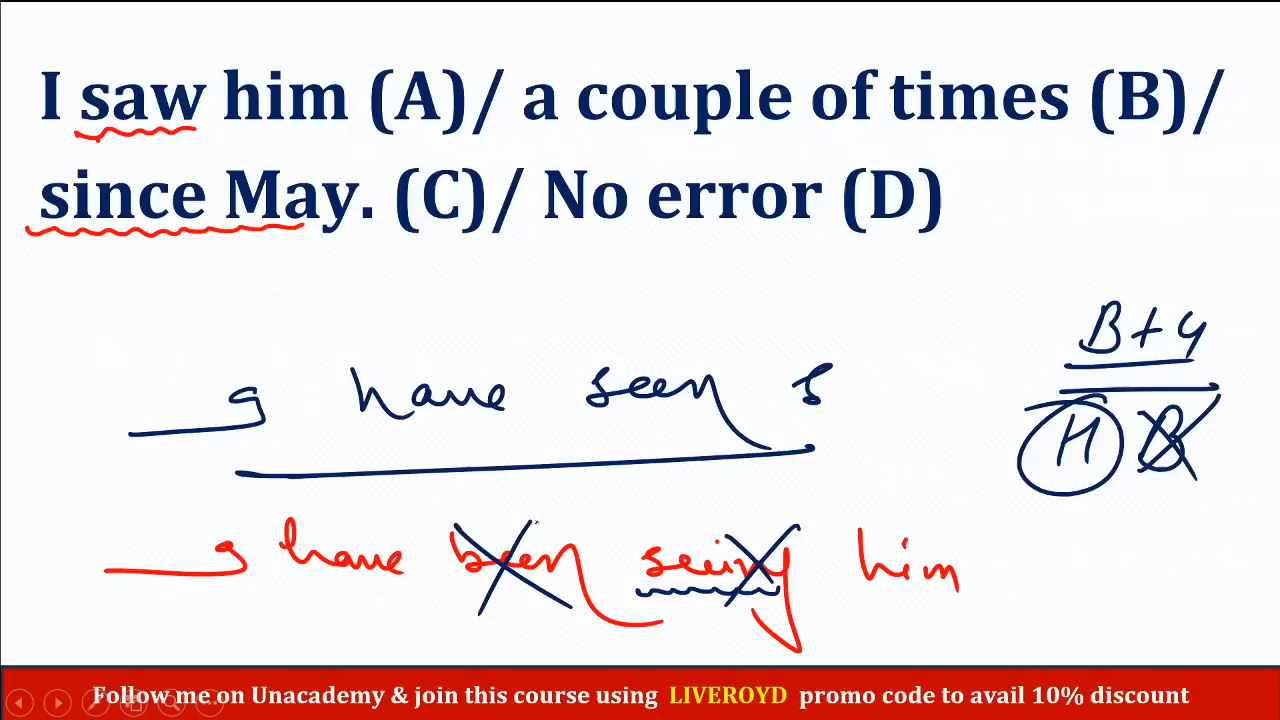 I saw him (A)/ a couple of times (B)/
since May. (C)/ No error (D)
B + 4
I have seen s
H B
I have been seeing him
Follow me on Unacademy & join this course using LIVEROYD promo code to avail 10% discount